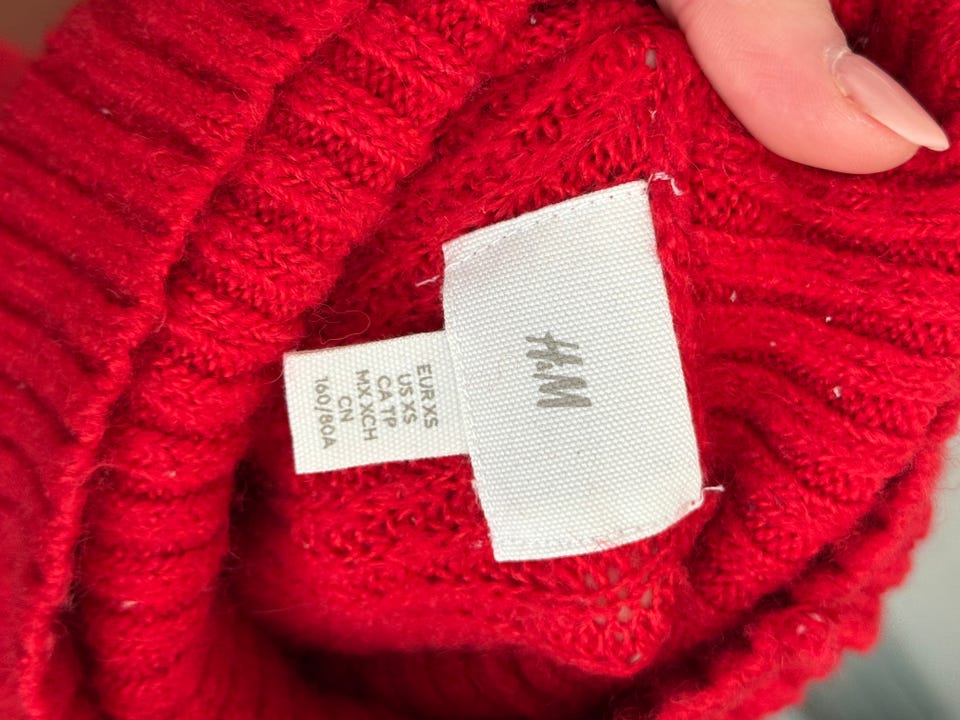 H&M
EUR XS
US XS
CA TP
MX XCH
CN
160/80A